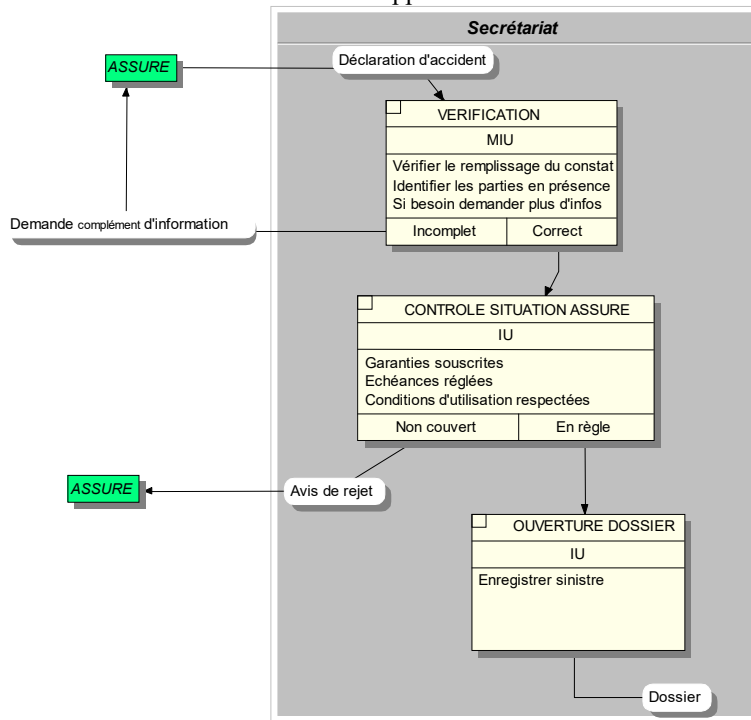 Secrétariat
ASSURE
Déclaration d'accident
VERIFICATION
MIU
Vérifier le remplissage du constat
Identifier les parties en présence
Si besoin demander plus d'infos
Incomplet
Correct
Demande complément d'information
CONTROLE SITUATION ASSURE
IU
Garanties souscrites
Echéances réglées
Conditions d'utilisation respectées
Non couvert
En règle
ASSURE
Avis de rejet
OUVERTURE DOSSIER
IU
Enregistrer sinistre
Dossier